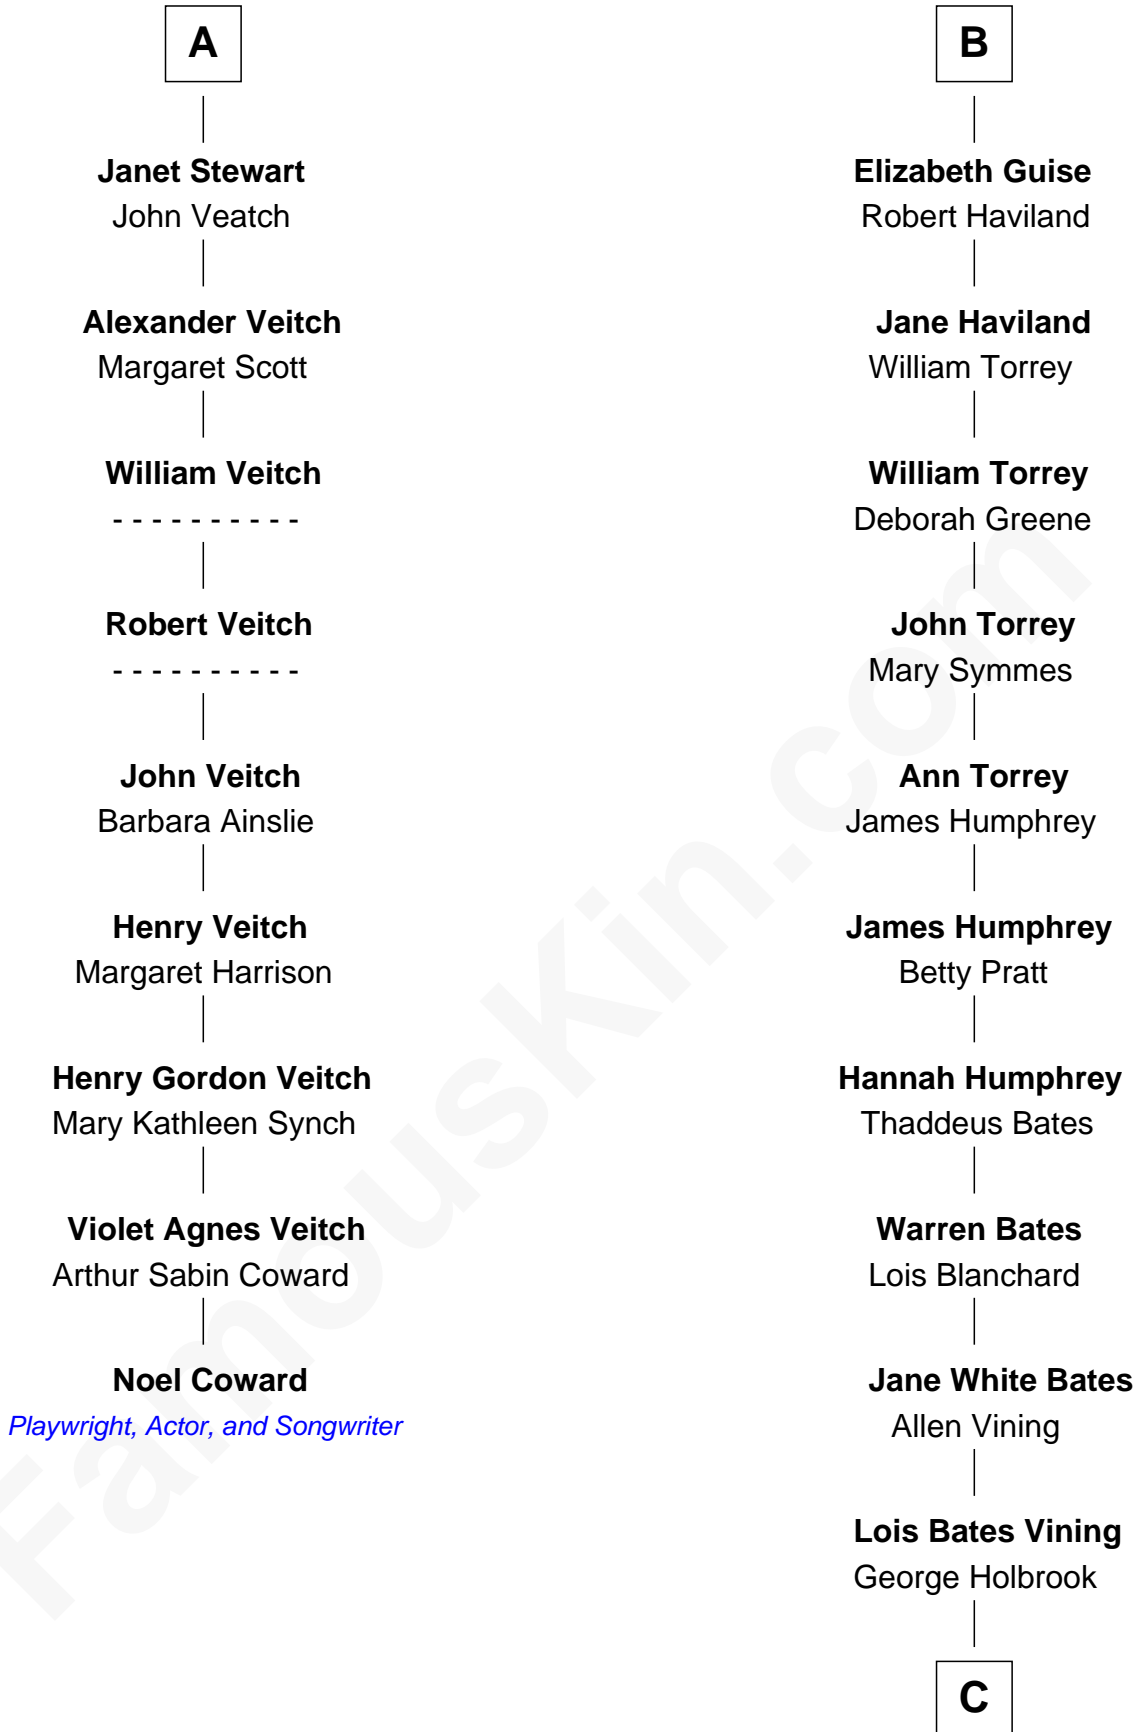 A
Janet Stewart
John Veatch
Alexander Veitch
Margaret Scott
William Veitch
- - - - - - - - - -
Robert Veitch
- - - - - - - - - -
John Veitch
Barbara Ainslie
Henry Veitch
Margaret Harrison
Henry Gordon Veitch
Mary Kathleen Synch
Violet Agnes Veitch
Arthur Sabin Coward
Noel Coward
Playwright, Actor, and Songwriter
B
Elizabeth Guise
Robert Haviland
Jane Haviland
William Torrey
William Torrey
Deborah Greene
John Torrey
Mary Symmes
Ann Torrey
James Humphrey
James Humphrey
Betty Pratt
Hannah Humphrey
Thaddeus Bates
Warren Bates
Lois Blanchard
Jane White Bates
Allen Vining
Lois Bates Vining
George Holbrook
C
FamousKin.com